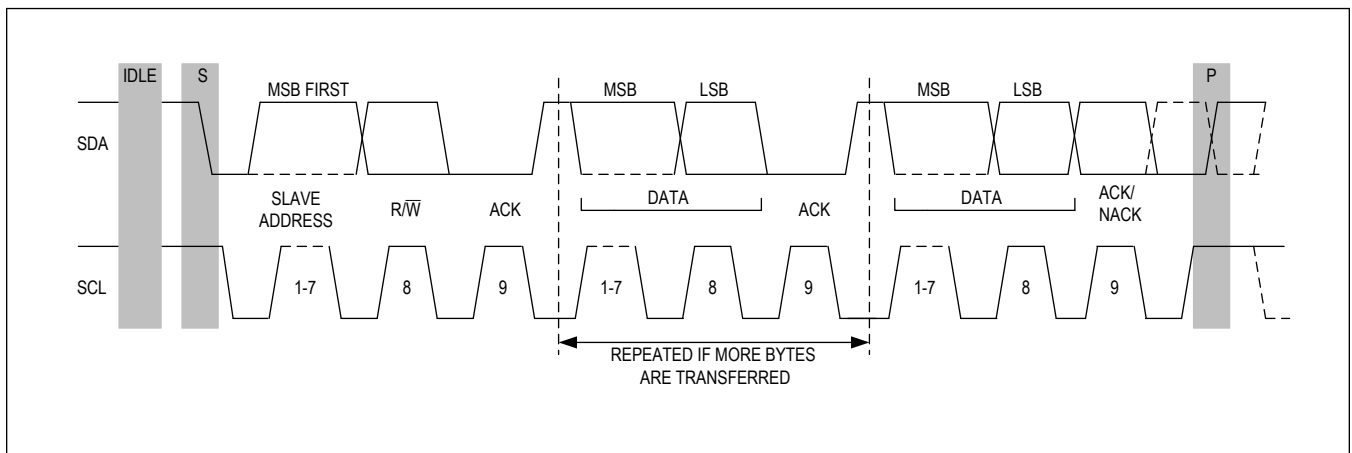 IDLE
S
P
MSB FIRST
MSB
LSB
MSB
LSB
SDA
SLAVE
ADDRESS
R/W̅
ACK
DATA
ACK
DATA
ACK/
NACK
SCL
1-7
8
9
1-7
8
9
1-7
8
9
REPEATED IF MORE BYTES
ARE TRANSFERRED